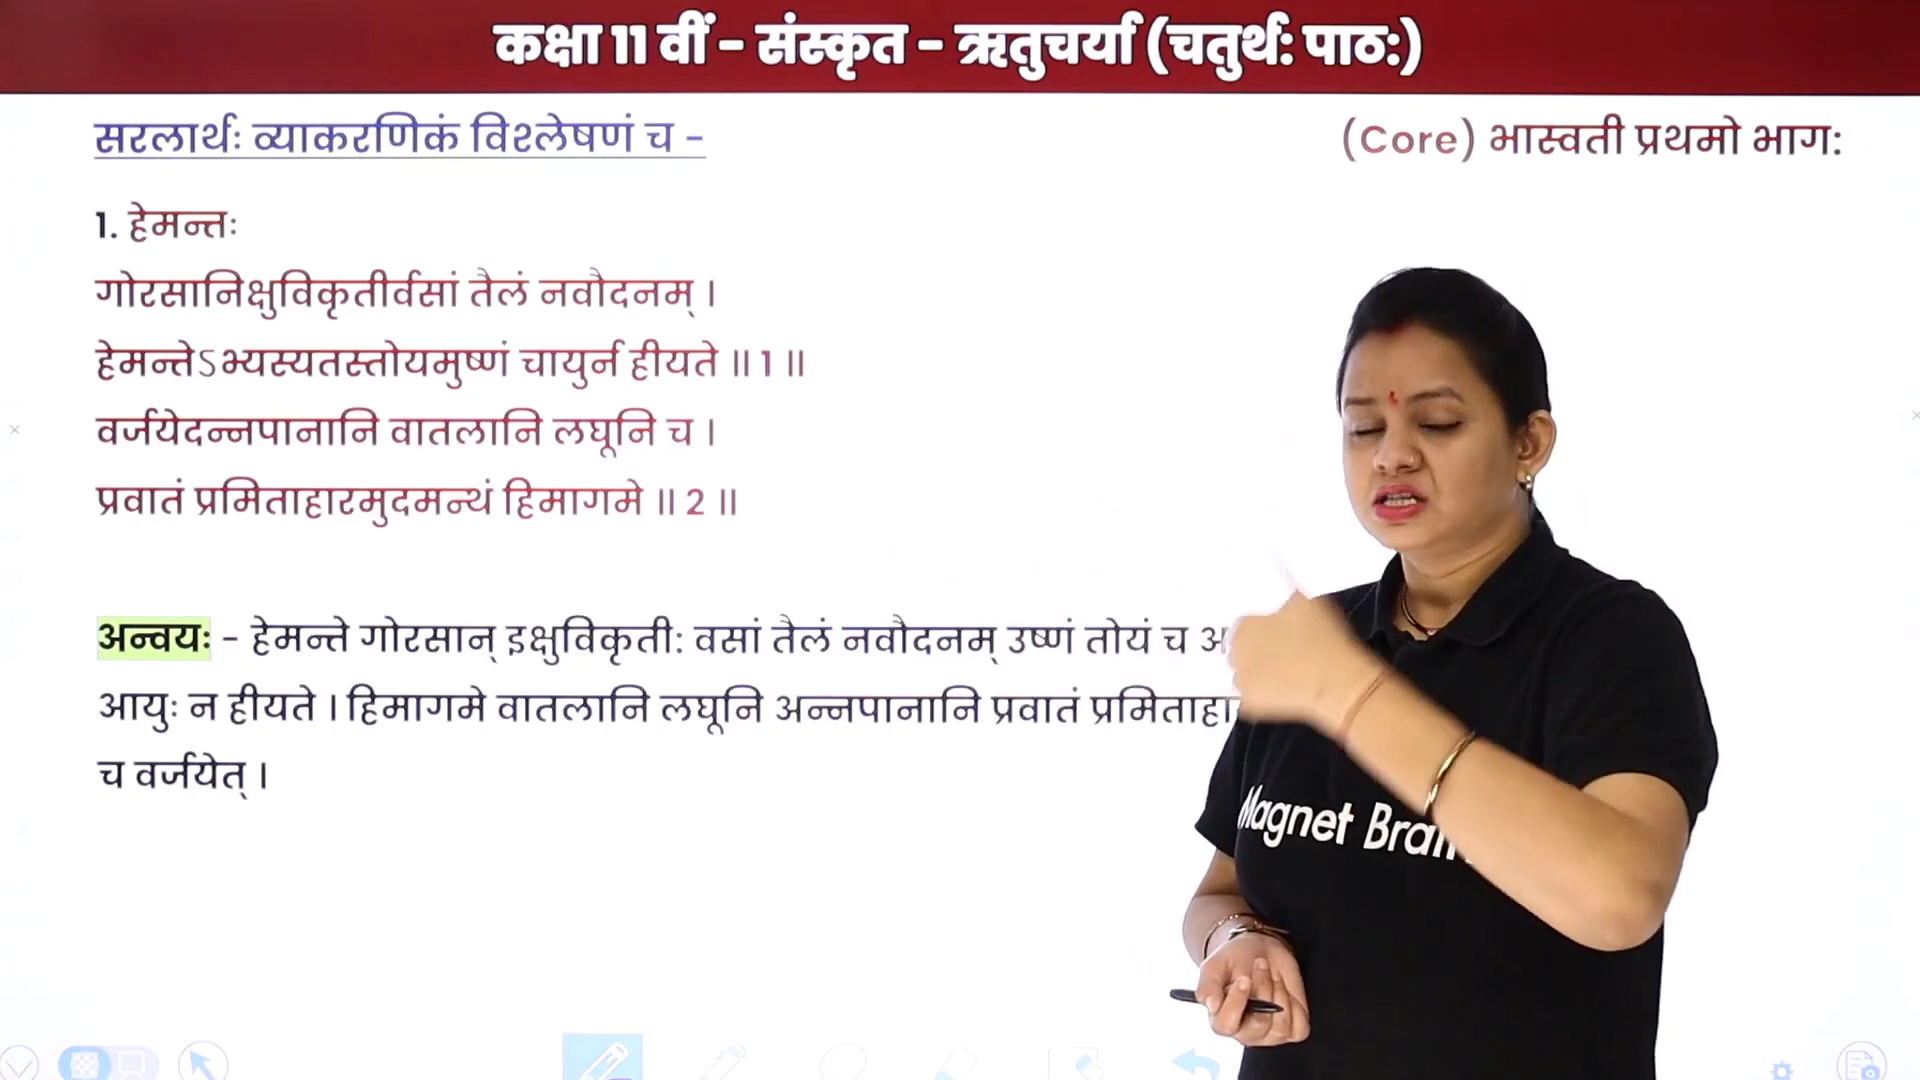 कक्षा 11 वीं - संस्कृत - ऋतुचर्या (चतुर्थ: पाठ:)
सरलार्थः व्याकरणिकं विश्लेषणं च -
(Core) भास्वती प्रथमो भाग:
1. हेमन्तः
गोरसानिक्षुविकृतीर्वसां तैलं नवौदनम् ।
हेमन्तेऽभ्यस्यतस्तोयमुष्णं चायुर्न हीयते ॥ 1 ॥
वर्जयेदन्नपानानि वातलानि लघूनि च ।
प्रवातं प्रमिताहारमुदमन्थं हिमागमे ॥ 2 ॥
अन्वयः - हेमन्ते गोरसान् इक्षुविकृती: वसां तैलं नवौदनम् उष्णं तोयं च
आयुः न हीयते । हिमागमे वातलानि लघूनि अन्नपानानि प्रवातं
च वर्जयेत् ।
Magnet